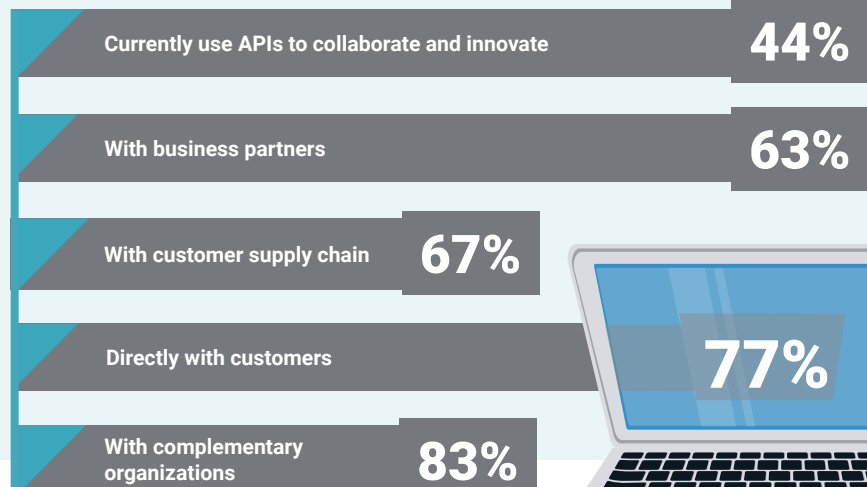 Currently use APIs to collaborate and innovate 44%
With business partners 63%
With customer supply chain 67%
Directly with customers 77%
With complementary
organizations 83%